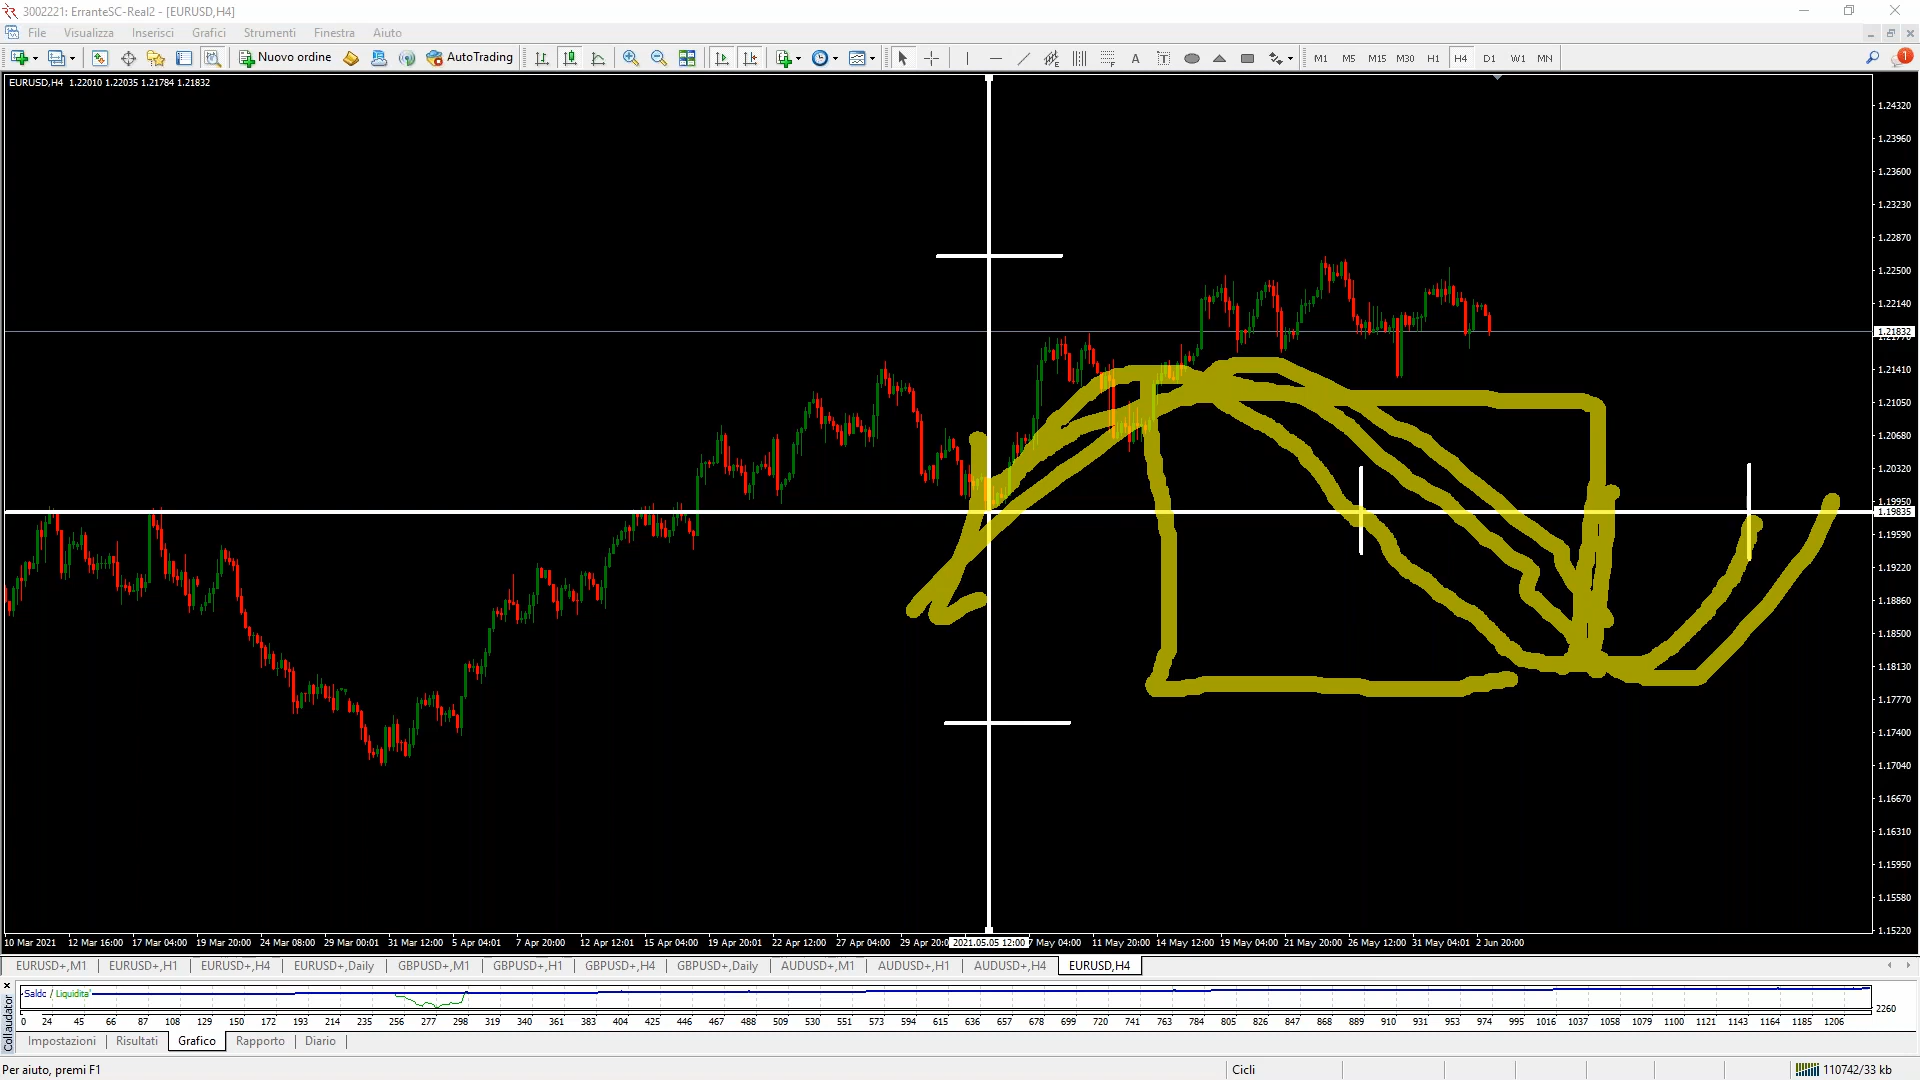 3002221: ErranteSC-Real2 - [EURUSD,H4]
File Visualizza Inserisci Grafici Strumenti Finestra Aiuto
Nuovo ordine AutoTrading A T M1 M5 M15 M30 H1 H4 D1 W1 MN 1
EURUSD,H4 1.22010 1.22035 1.21784 1.21832
1.24320
1.23960
1.23600
1.23230
1.22870
1.22500
1.22140
1.21832
1.21410
1.21050
1.20680
1.20320
1.19950
1.19835
1.19590
1.19220
1.18860
1.18500
1.18130
1.17770
1.17400
1.17040
1.16670
1.16310
1.15950
1.15580
1.15220
10 Mar 2021 12 Mar 16:00 17 Mar 04:00 19 Mar 20:00 24 Mar 08:00 29 Mar 00:01 31 Mar 12:00 5 Apr 04:01 7 Apr 20:00 12 Apr 12:01 15 Apr 04:00 19 Apr 20:01 22 Apr 12:00 27 Apr 04:00 29 Apr 20:0 2021.05.05 12:00 7 May 04:00 11 May 20:00 14 May 12:00 19 May 04:00 21 May 20:00 26 May 12:00 31 May 04:01 2 Jun 20:00
EURUSD+,M1 EURUSD+,H1 EURUSD+,H4 EURUSD+,Daily GBPUSD+,M1 GBPUSD+,H1 GBPUSD+,H4 GBPUSD+,Daily AUDUSD+,M1 AUDUSD+,H1 AUDUSD+,H4 EURUSD,H4
Saldo / Liquidita'
2260
0 24 45 66 87 108 129 150 172 193 214 235 256 277 298 319 340 361 383 404 425 446 467 488 509 530 551 573 594 615 636 657 678 699 720 741 763 784 805 826 847 868 889 910 931 953 974 995 1016 1037 1058 1079 1100 1121 1143 1164 1185 1206
Collaudatore
Impostazioni Risultati Grafico Rapporto Diario
Per aiuto, premi F1 Cicli 110742/33 kb